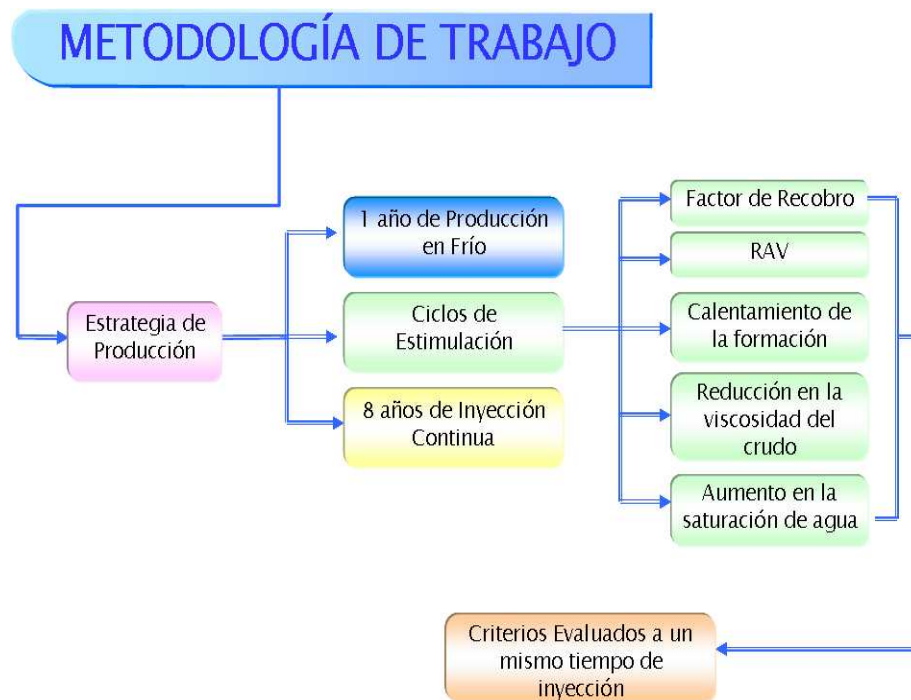 METODOLOGÍA DE TRABAJO
Estrategia de
Producción
1 año de Producción
en Frío
Ciclos de
Estimulación
8 años de Inyección
Continua
Factor de Recobro
RAV
Calentamiento de
la formación
Reducción en la
viscosidad del
crudo
Aumento en la
saturación de agua
Criterios Evaluados a un
mismo tiempo de
inyección